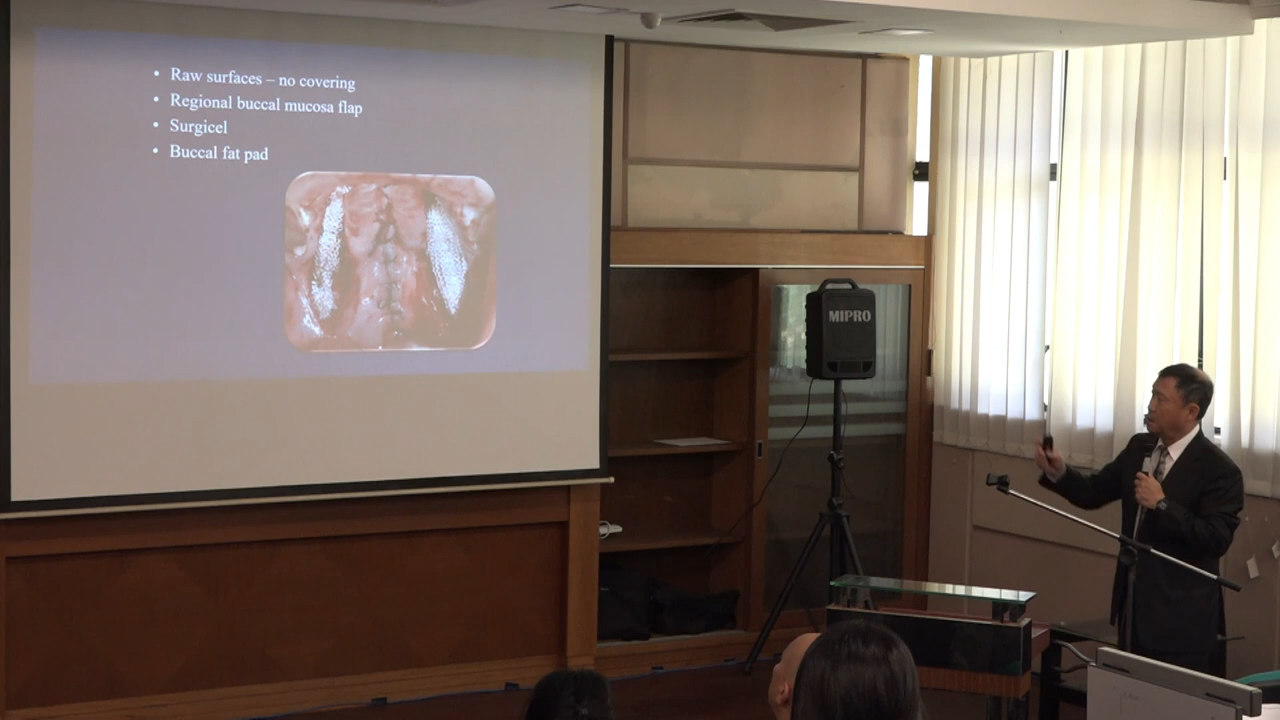 • Raw surfaces – no covering
• Regional buccal mucosa flap
• Surgicel
• Buccal fat pad
MIPRO